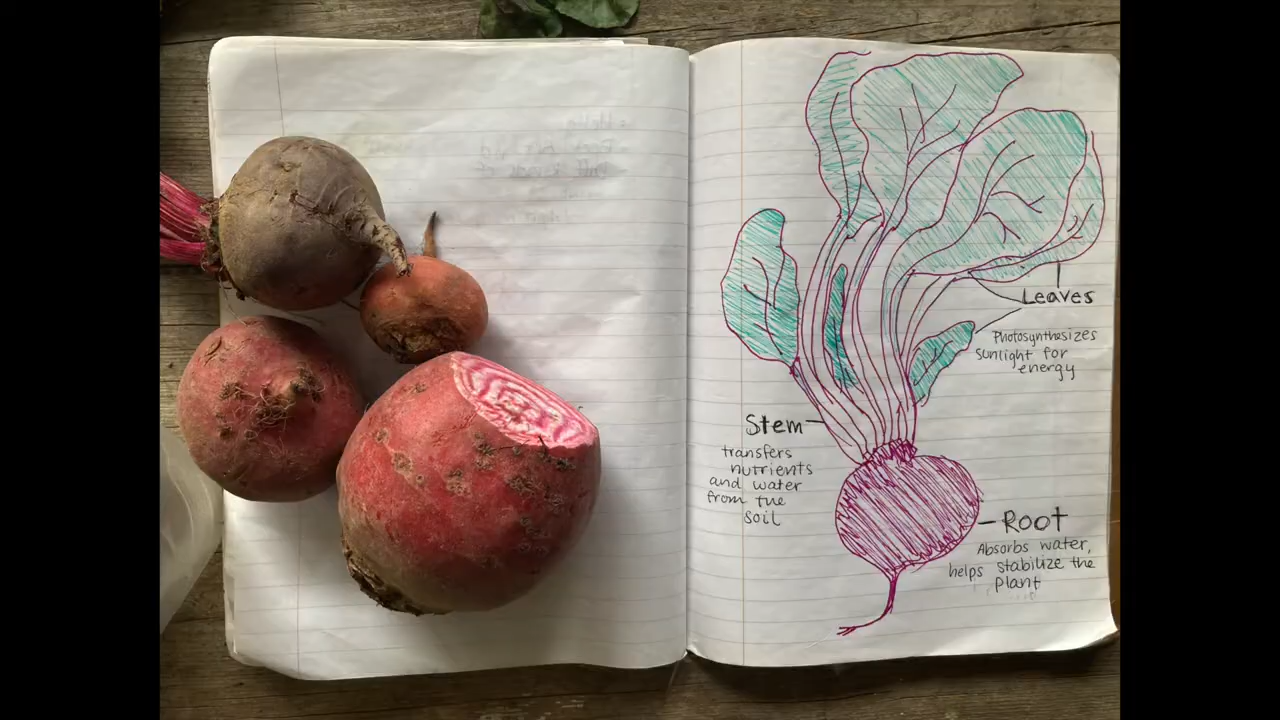 Leaves
Photosynthesizes
sunlight for
energy
Stem
transfers
nutrients
and water
from the
soil
Root
Absorbs water,
helps stabilize the
plant